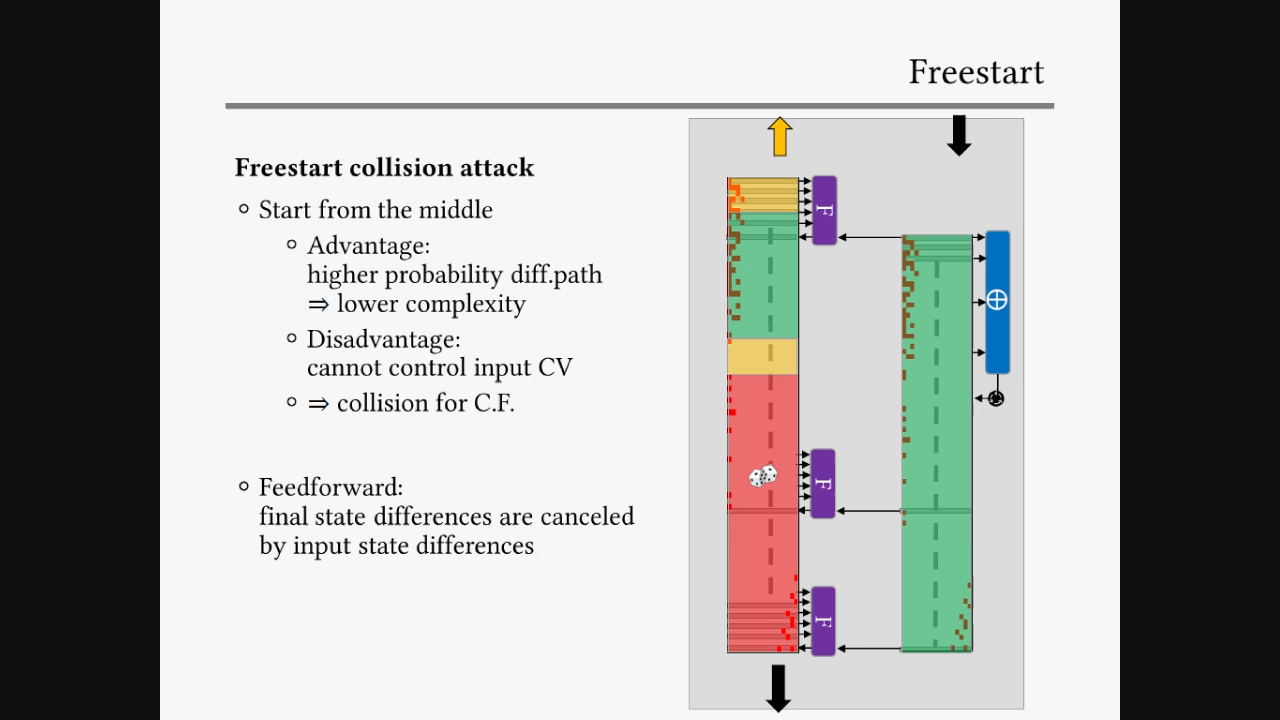 Freestart
Freestart collision attack
Start from the middle
Advantage:
higher probability diff.path
⇒ lower complexity
Disadvantage:
cannot control input CV
⇒ collision for C.F.
Feedforward:
final state differences are canceled
by input state differences
F
F
F